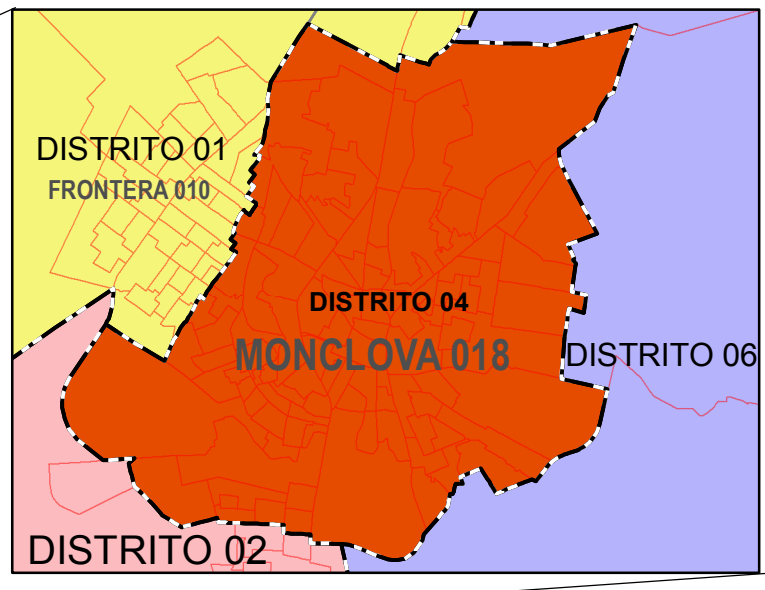 DISTRITO 01
FRONTERA 010
DISTRITO 04
MONCLOVA 018
DISTRITO 06
DISTRITO 02